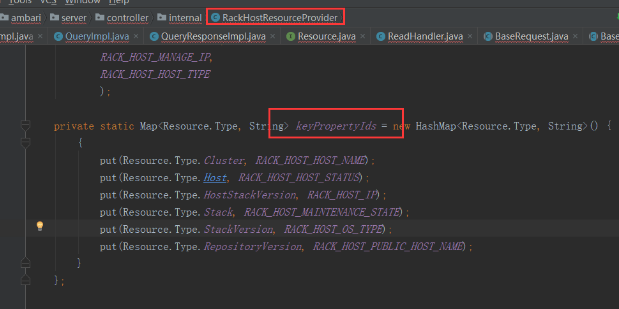 Tools VCS Window Help
ambari server controller internal RackHostResourceProvider
mpl.java QueryImpl.java QueryResponseImpl.java Resource.java ReadHandler.java BaseRequest.java Base
RACK_HOST_MANAGE_IP,
RACK_HOST_HOST_TYPE
);
private static Map<Resource.Type, String> keyPropertyIds = new HashMap<Resource.Type, String>() {
{
put(Resource.Type.Cluster, RACK_HOST_HOST_NAME);
put(Resource.Type.Host, RACK_HOST_HOST_STATUS);
put(Resource.Type.HostStackVersion, RACK_HOST_IP);
put(Resource.Type.Stack, RACK_HOST_MAINTENANCE_STATE);
put(Resource.Type.StackVersion, RACK_HOST_OS_TYPE);
put(Resource.Type.RepositoryVersion, RACK_HOST_PUBLIC_HOST_NAME);
}
};